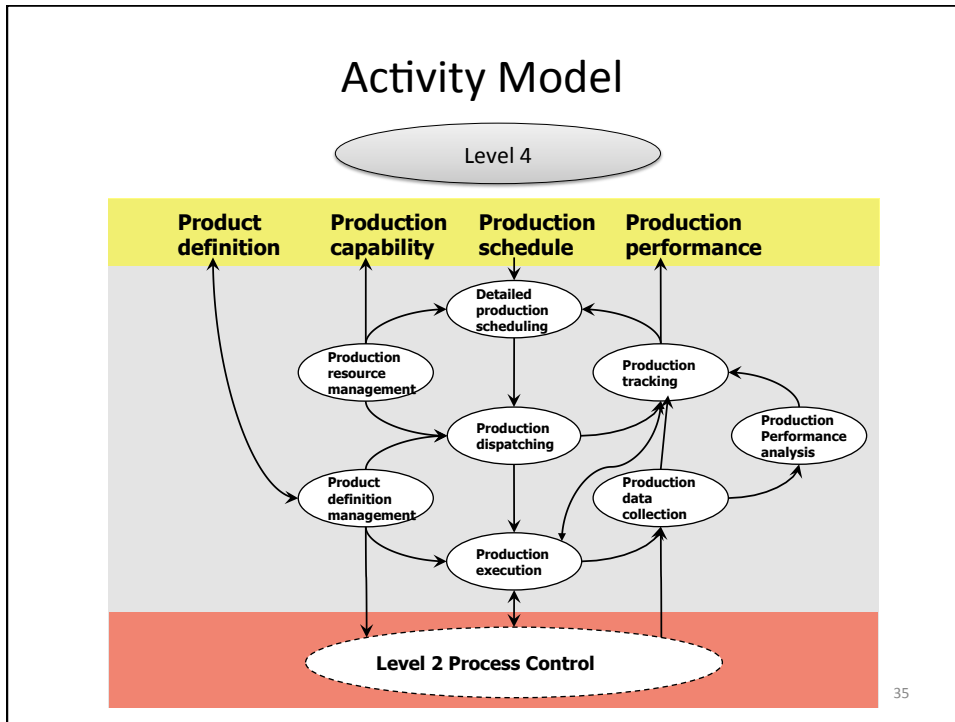 Activity Model
Level 4
Product
definition
Production
capability
Production
schedule
Production
performance
Detailed
production
scheduling
Production
resource
management
Production
tracking
Production
dispatching
Production
Performance
analysis
Product
definition
management
Production
data
collection
Production
execution
Level 2 Process Control
35